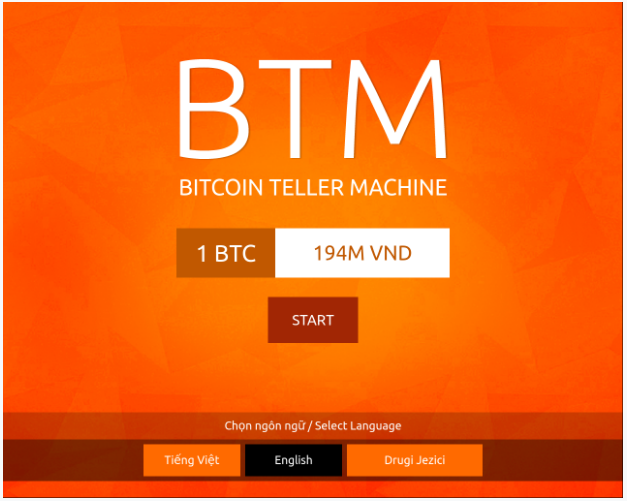 BTM
BITCOIN TELLER MACHINE
1 BTC 194M VND
START
Chọn ngôn ngữ / Select Language
Tiếng Việt English Drugi Jezici